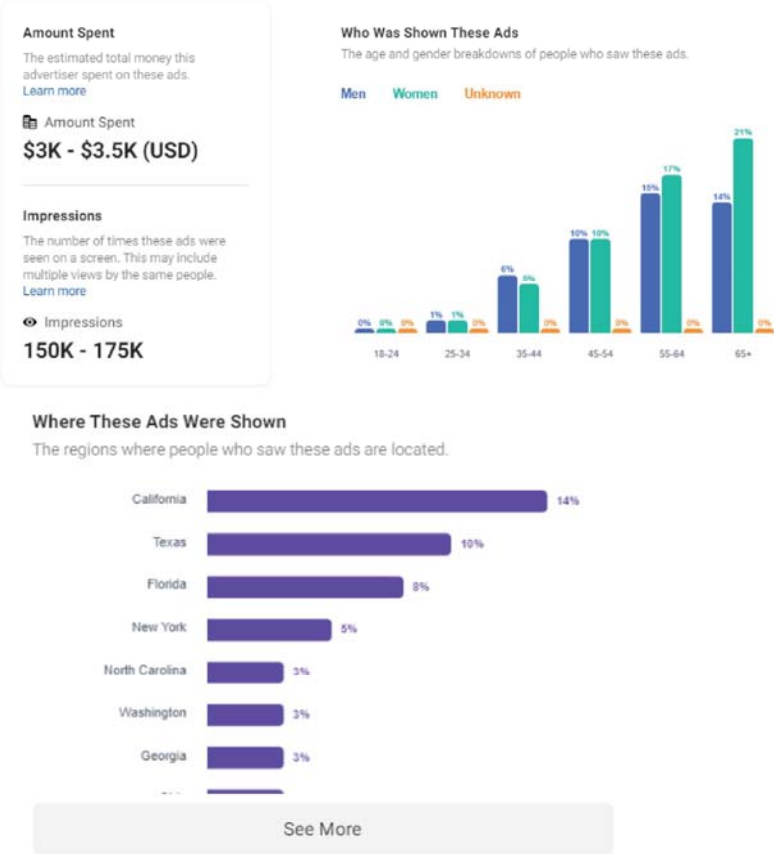 Amount Spent
The estimated total money this
advertiser spent on these ads.
Learn more
Amount Spent
$3K - $3.5K (USD)
Impressions
The number of times these ads were
seen on a screen. This may include
multiple views by the same people.
Learn more
Impressions
150K - 175K
Who Was Shown These Ads
The age and gender breakdowns of people who saw these ads.
Men Women Unknown
0% 0% 0% 1% 1% 0% 6% 5% 0% 10% 10% 0% 15% 17% 0% 14% 21% 0%
18-24 25-34 35-44 45-54 55-64 65+
Where These Ads Were Shown
The regions where people who saw these ads are located.
California 14%
Texas 10%
Florida 8%
New York 5%
North Carolina 3%
Washington 3%
Georgia 3%
See More